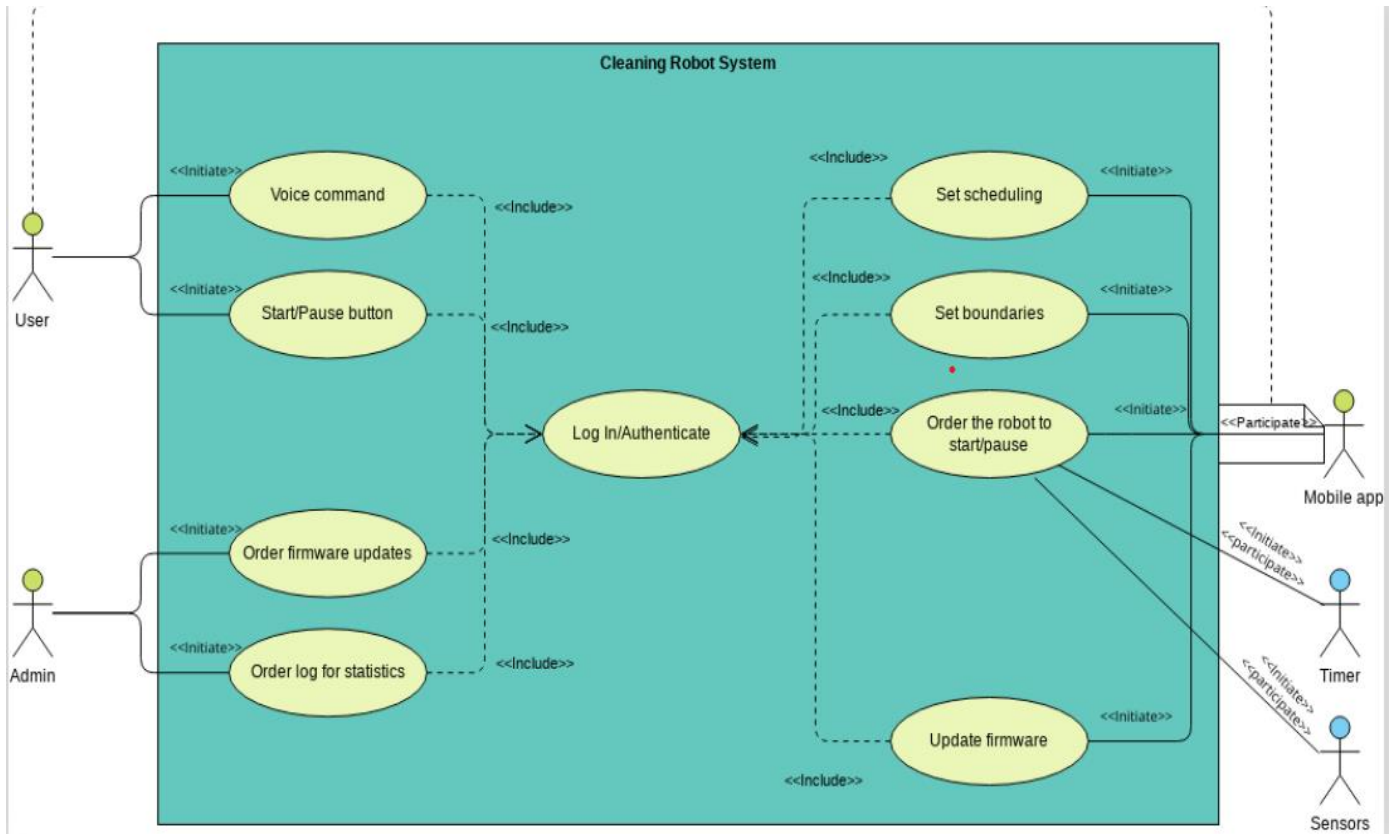 Cleaning Robot System
<<Initiate>>
Voice command
<<Include>>
<<Include>>
Set scheduling
<<Initiate>>
User
<<Initiate>>
Start/Pause button
<<Include>>
<<Include>>
Set boundaries
<<Initiate>>
Log In/Authenticate
<<Include>>
Order the robot to
start/pause
<<Initiate>>
<<Participate>>
Mobile app
Admin
<<Initiate>>
Order firmware updates
<<Include>>
<<Initiate>>
<<participate>>
Timer
<<Initiate>>
Order log for statistics
<<Include>>
<<Initiate>>
<<participate>>
Sensors
<<Include>>
Update firmware
<<Initiate>>